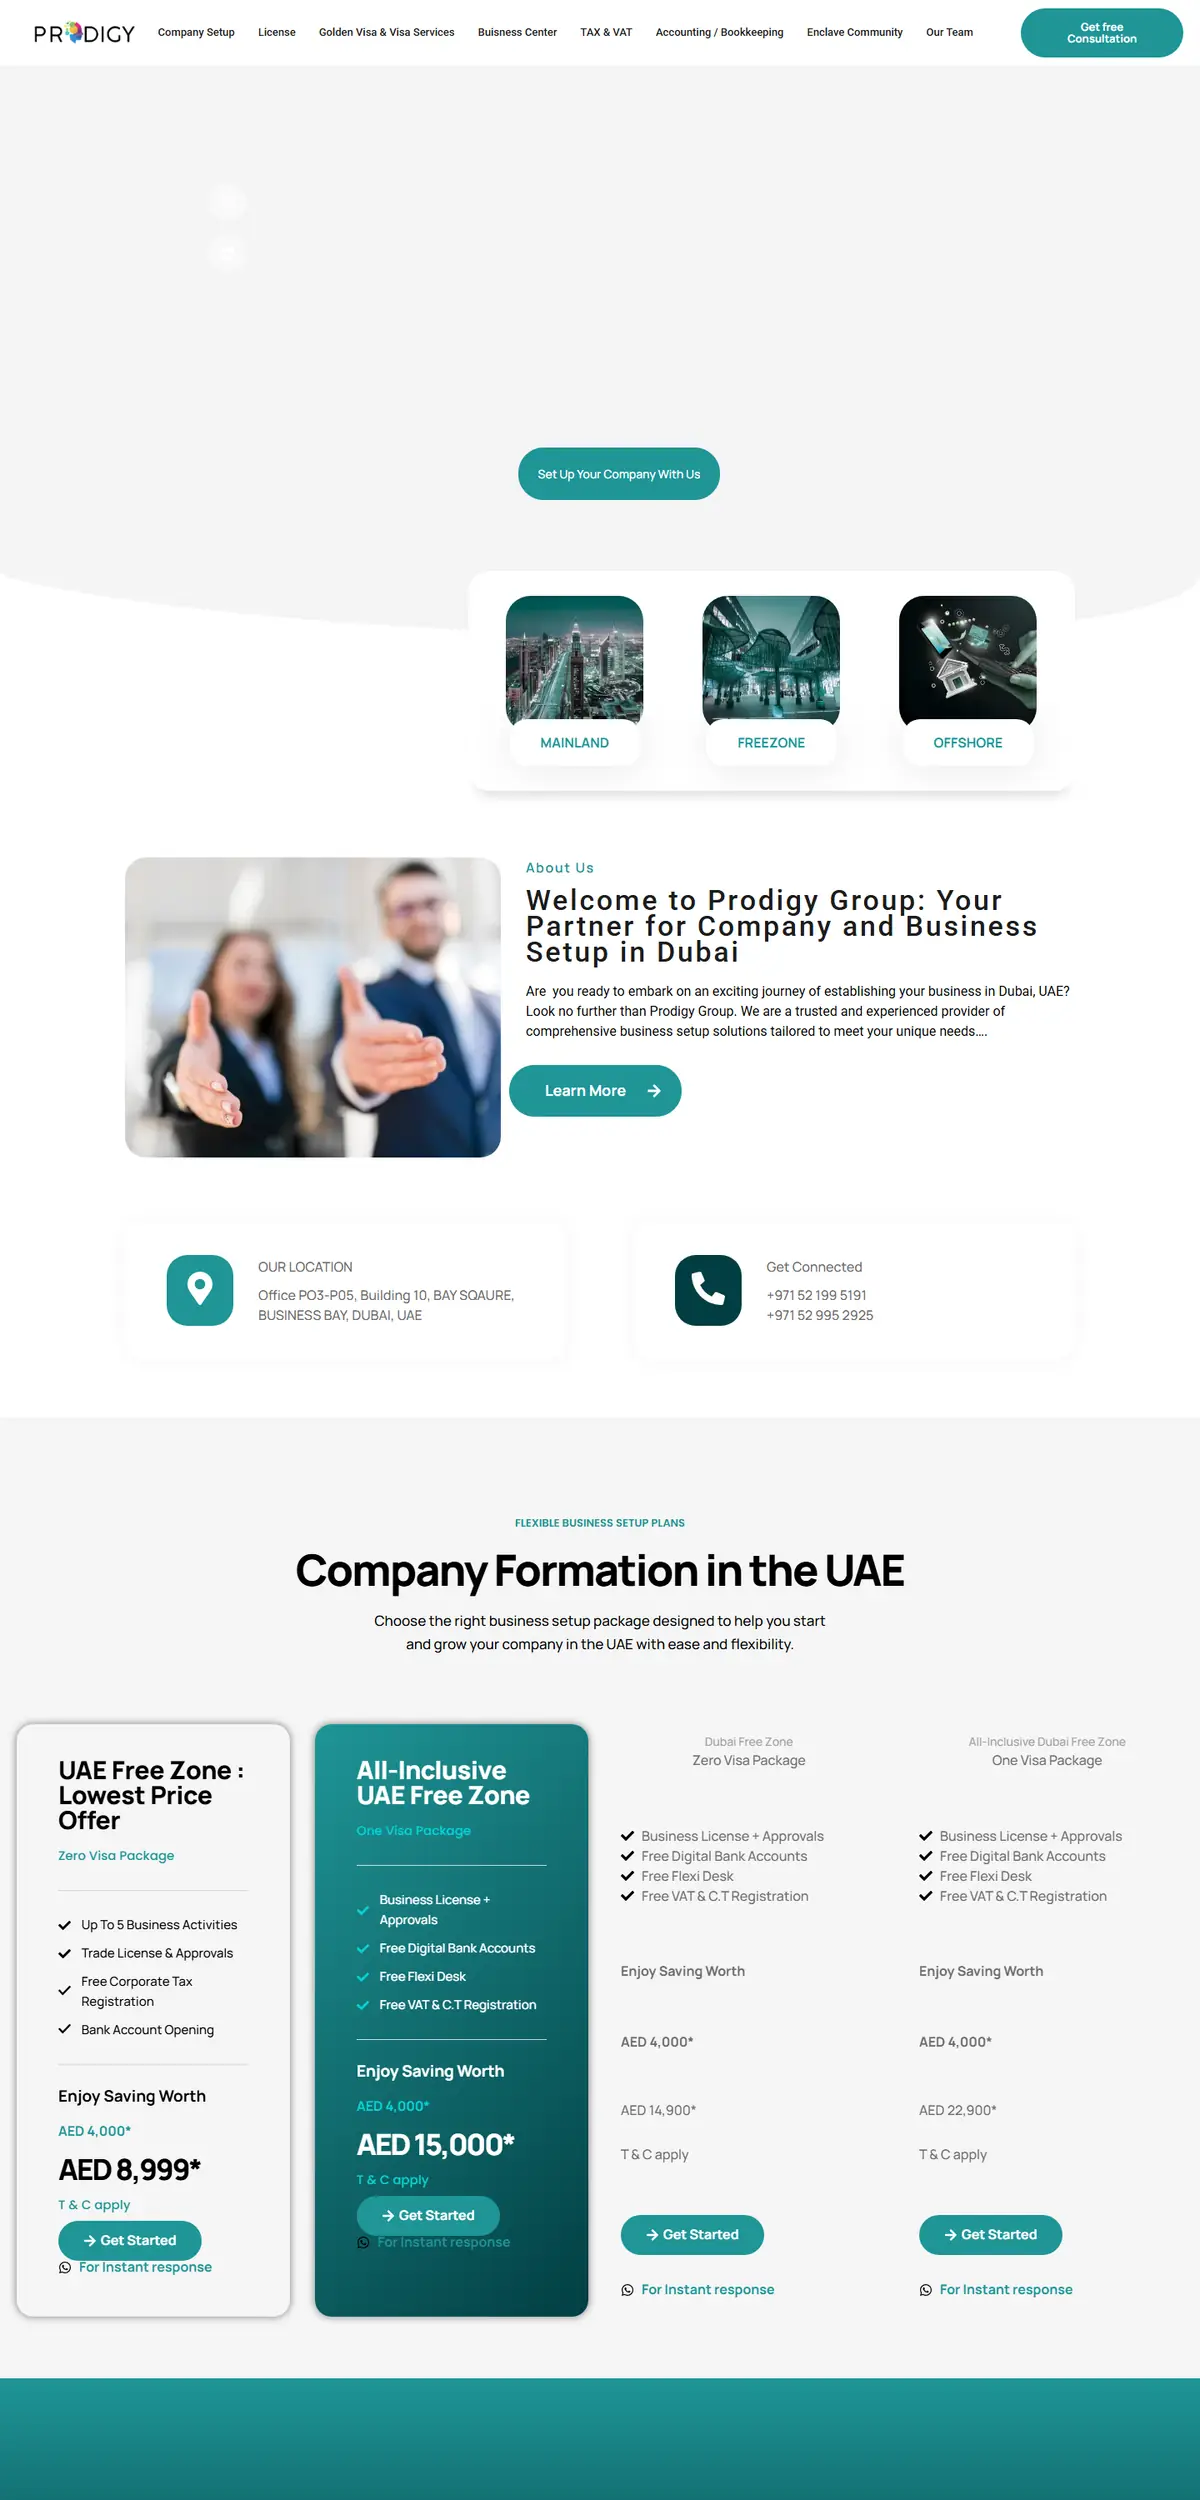 PRODIGY
Company Setup
License
Golden Visa & Visa Services
Buisness Center
TAX & VAT
Accounting / Bookkeeping
Enclave Community
Our Team
Get free
Consultation
Set Up Your Company With Us
MAINLAND
FREEZONE
OFFSHORE
About Us
Welcome to Prodigy Group: Your
Partner for Company and Business
Setup in Dubai
Are you ready to embark on an exciting journey of establishing your business in Dubai, UAE?
Look no further than Prodigy Group. We are a trusted and experienced provider of
comprehensive business setup solutions tailored to meet your unique needs....
Learn More
OUR LOCATION
Office PO3-P05, Building 10, BAY SQAURE,
BUSINESS BAY, DUBAI, UAE
Get Connected
+971 52 199 5191
+971 52 995 2925
FLEXIBLE BUSINESS SETUP PLANS
Company Formation in the UAE
Choose the right business setup package designed to help you start
and grow your company in the UAE with ease and flexibility.
UAE Free Zone :
Lowest Price
Offer
Zero Visa Package
Up To 5 Business Activities
Trade License & Approvals
Free Corporate Tax
Registration
Bank Account Opening
Enjoy Saving Worth
AED 4,000*
AED 8,999*
T & C apply
Get Started
For Instant response
All-Inclusive
UAE Free Zone
One Visa Package
Business License +
Approvals
Free Digital Bank Accounts
Free Flexi Desk
Free VAT & C.T Registration
Enjoy Saving Worth
AED 4,000*
AED 15,000*
T & C apply
Get Started
For Instant response
Dubai Free Zone
Zero Visa Package
Business License + Approvals
Free Digital Bank Accounts
Free Flexi Desk
Free VAT & C.T Registration
Enjoy Saving Worth
AED 4,000*
AED 14,900*
T & C apply
Get Started
For Instant response
All-Inclusive Dubai Free Zone
One Visa Package
Business License + Approvals
Free Digital Bank Accounts
Free Flexi Desk
Free VAT & C.T Registration
Enjoy Saving Worth
AED 4,000*
AED 22,900*
T & C apply
Get Started
For Instant response